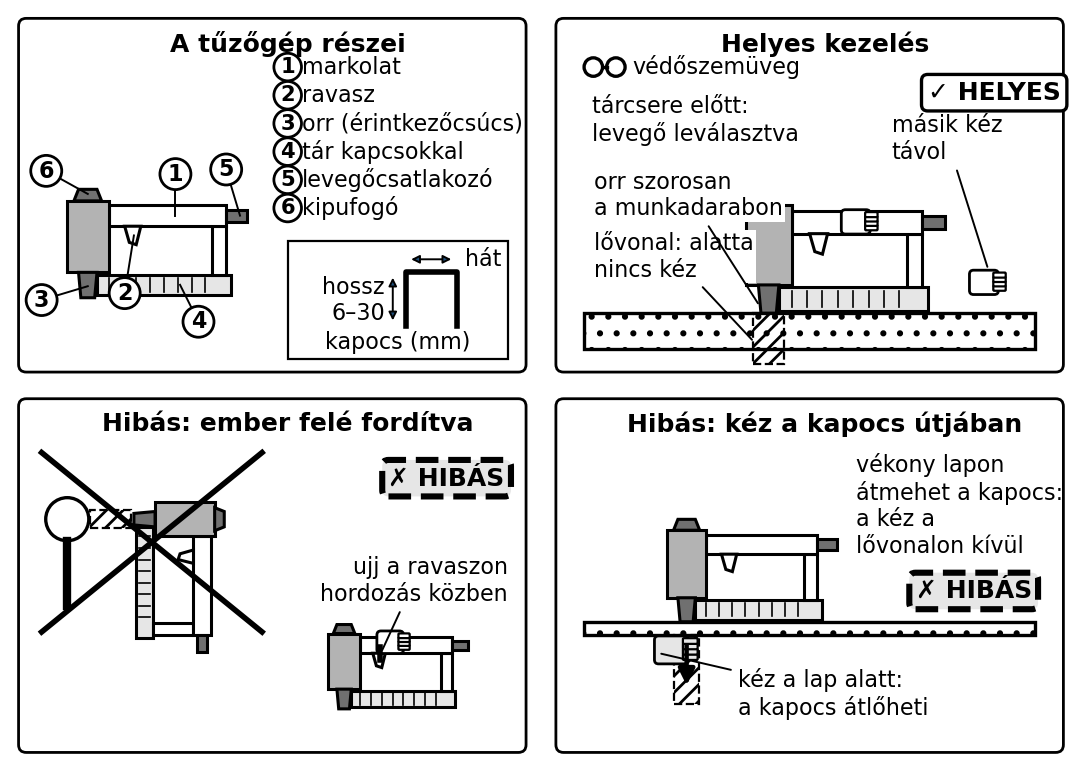 A tűzőgép részei
1 markolat
2 ravasz
3 orr (érintkezőcsúcs)
4 tár kapcsokkal
5 levegőcsatlakozó
6 kipufogó
6
1
5
3
2
4
hát
hossz
6–30
kapocs (mm)
Helyes kezelés
védőszemüveg
✓ HELYES
tárcsere előtt:
levegő leválasztva
másik kéz
távol
orr szorosan
a munkadarabon
lővonal: alatta
nincs kéz
Hibás: ember felé fordítva
✗ HIBÁS
ujj a ravaszon
hordozás közben
Hibás: kéz a kapocs útjában
vékony lapon
átmehet a kapocs:
a kéz a
lővonalon kívül
✗ HIBÁS
kéz a lap alatt:
a kapocs átlőheti